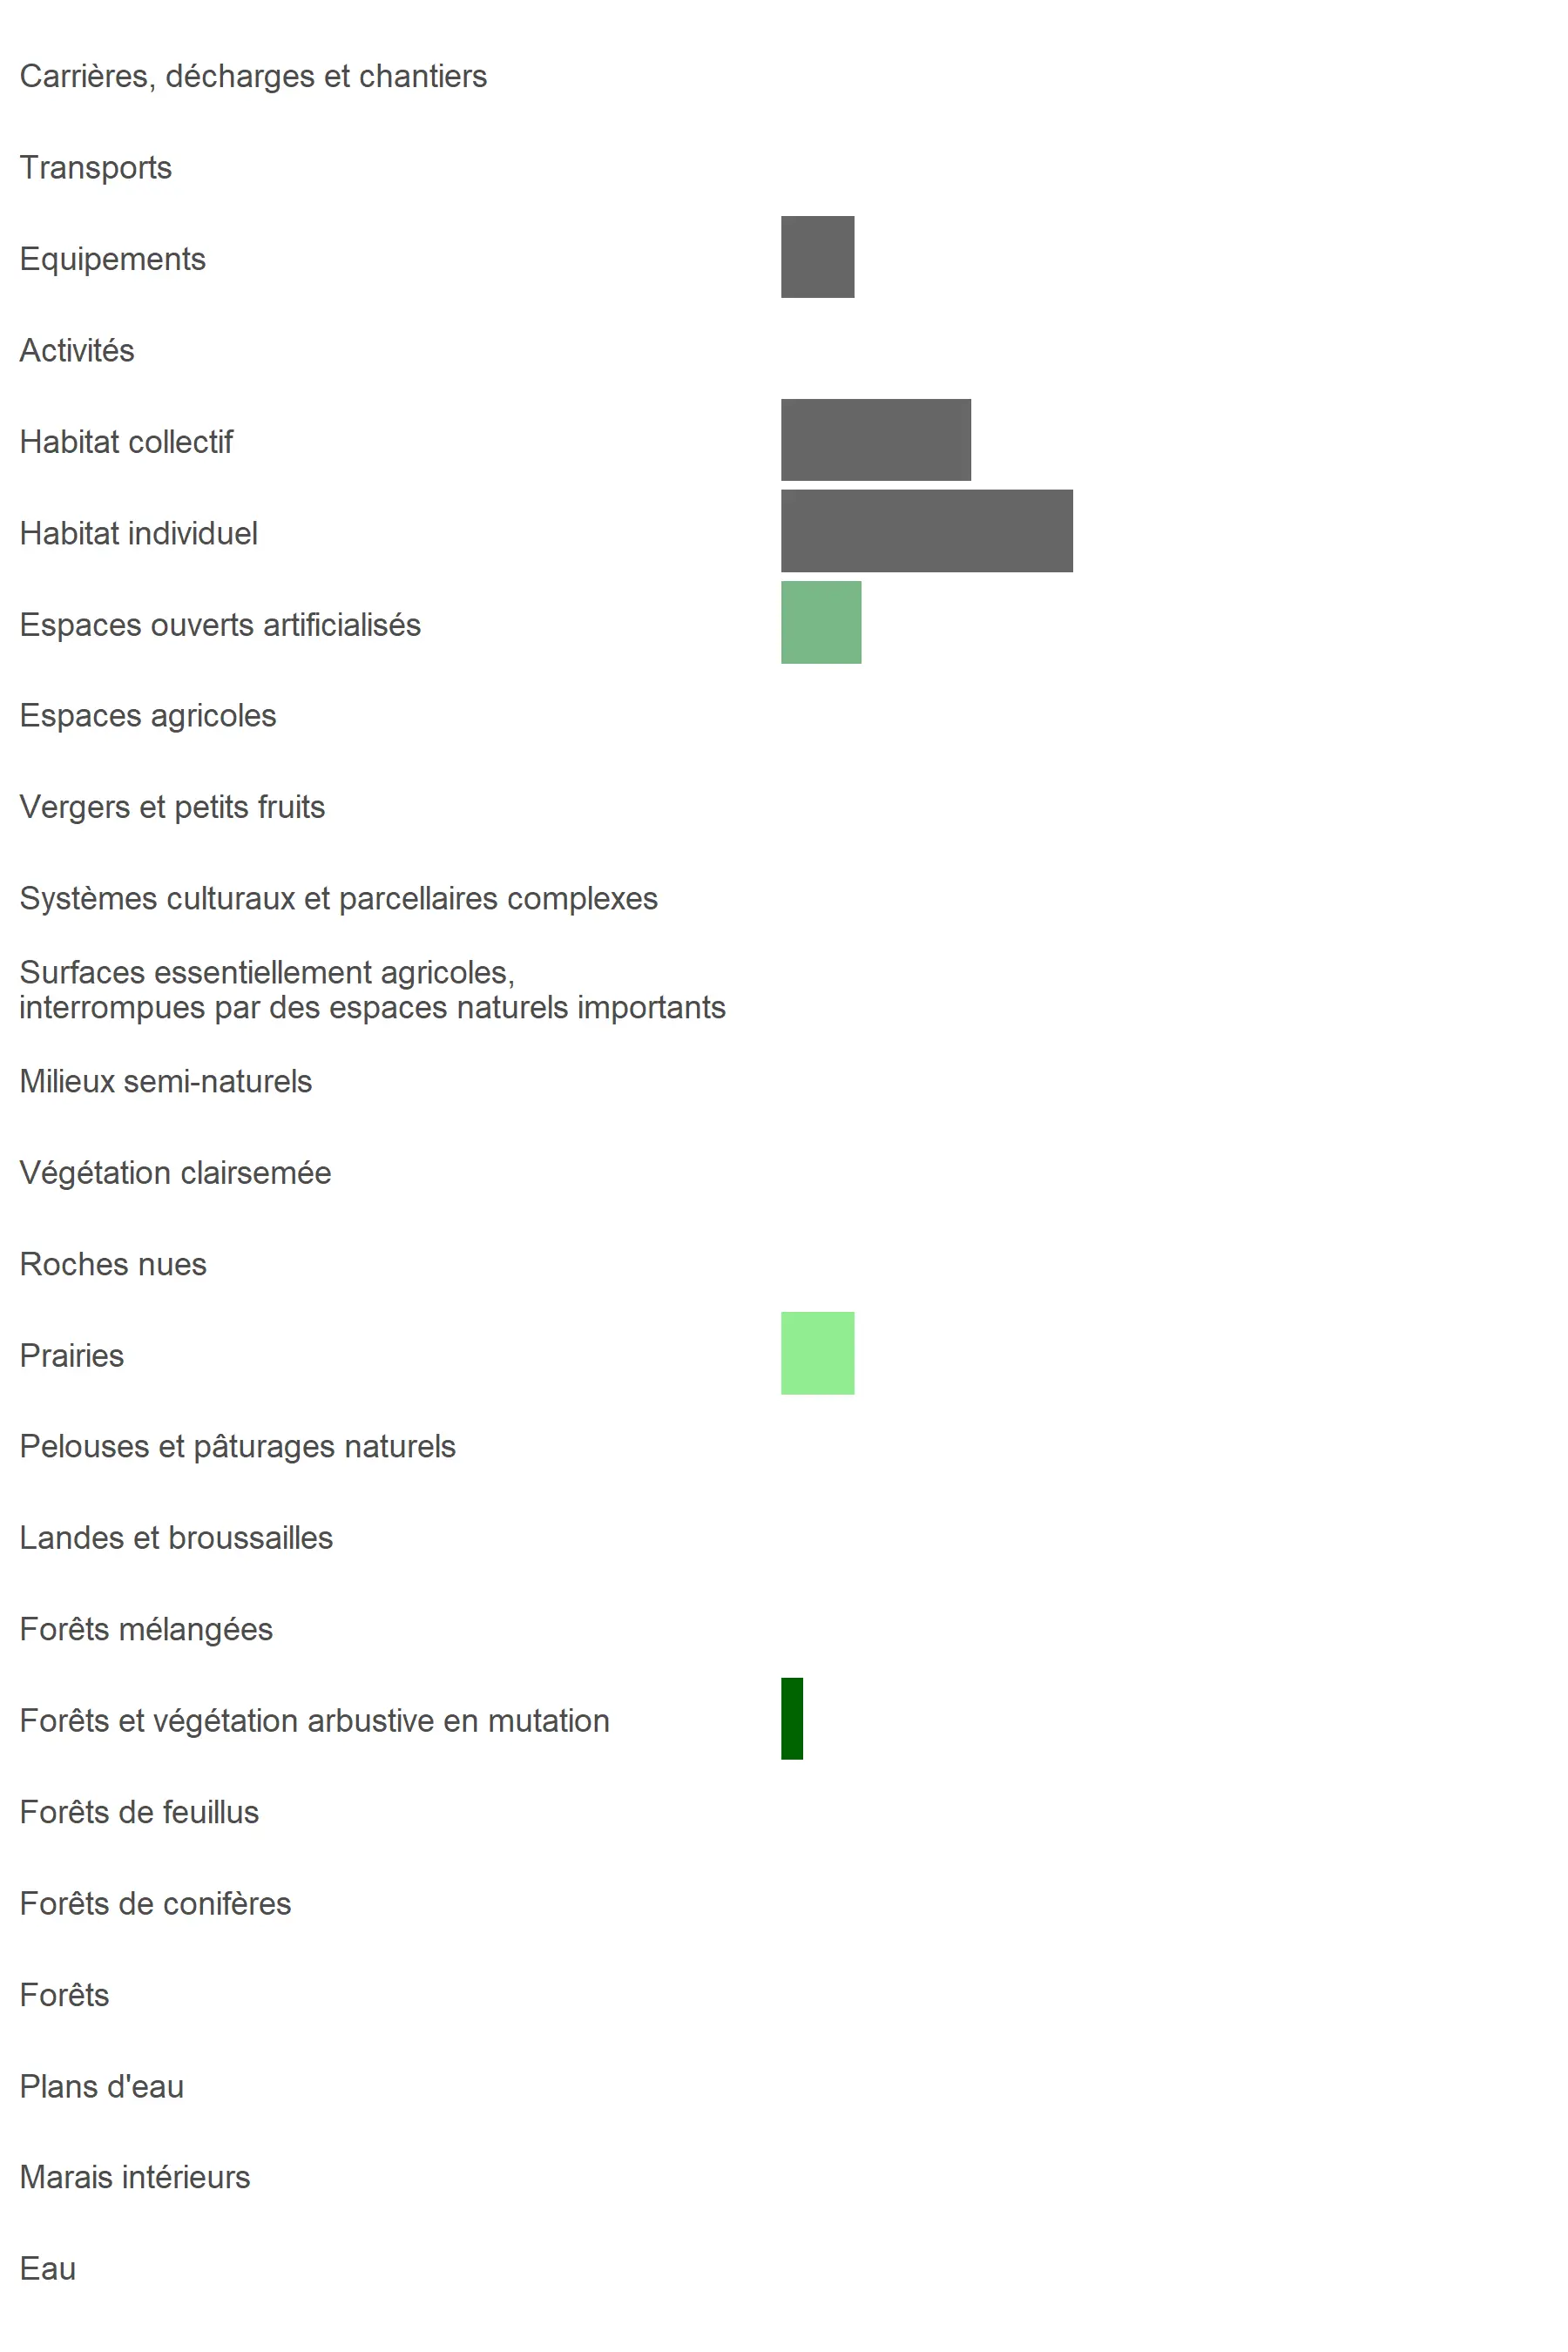 Carrières, décharges et chantiers
Transports
Equipements
Activités
Habitat collectif
Habitat individuel
Espaces ouverts artificialisés
Espaces agricoles
Vergers et petits fruits
Systèmes culturaux et parcellaires complexes
Surfaces essentiellement agricoles,
interrompues par des espaces naturels importants
Milieux semi-naturels
Végétation clairsemée
Roches nues
Prairies
Pelouses et pâturages naturels
Landes et broussailles
Forêts mélangées
Forêts et végétation arbustive en mutation
Forêts de feuillus
Forêts de conifères
Forêts
Plans d'eau
Marais intérieurs
Eau